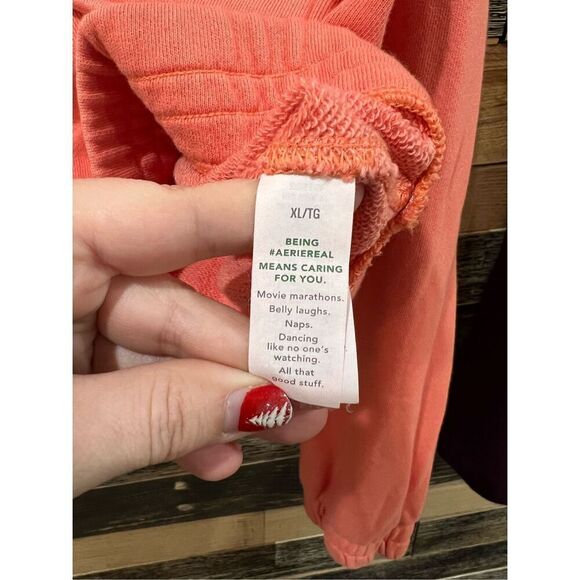 XL/TG
BEING
#AERIEREAL
MEANS CARING
FOR YOU.
Movie marathons.
Belly laughs.
Naps.
Dancing
like no one's
watching.
All that
good stuff.